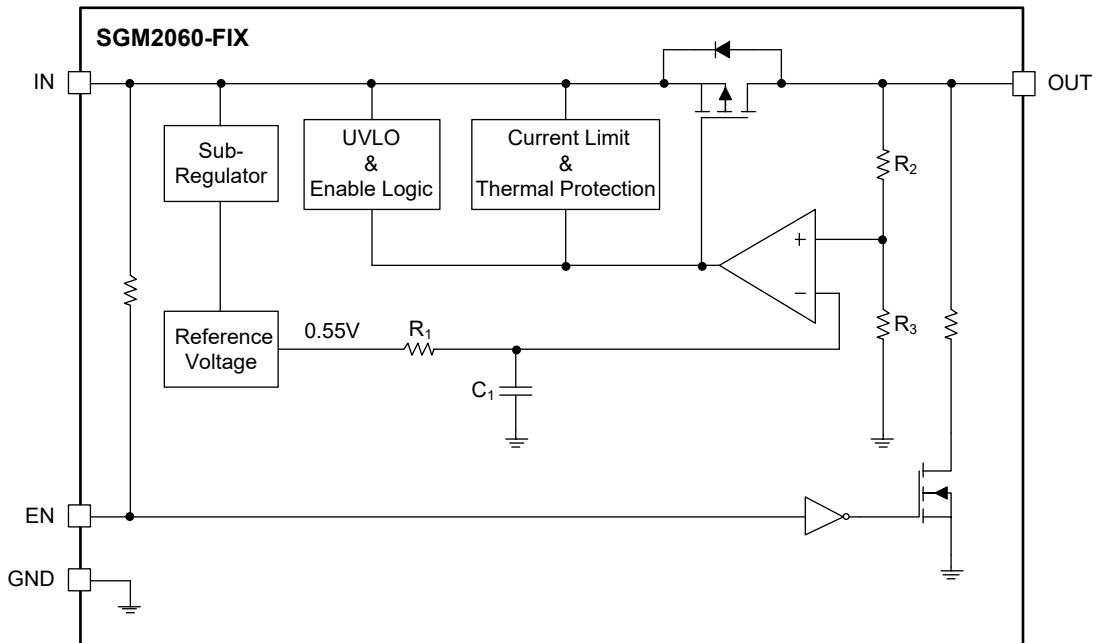 SGM2060-FIX
IN
OUT
Sub-
Regulator
UVLO
&
Enable Logic
Current Limit
&
Thermal Protection
R2
+
−
R3
Reference
Voltage
0.55V
R1
C1
EN
GND